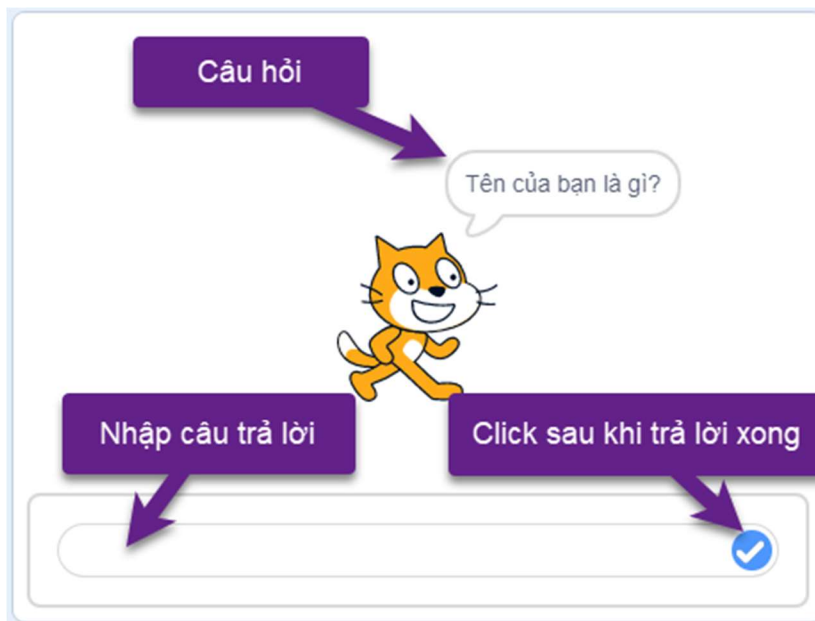 Câu hỏi
Tên của bạn là gì?
Nhập câu trả lời
Click sau khi trả lời xong